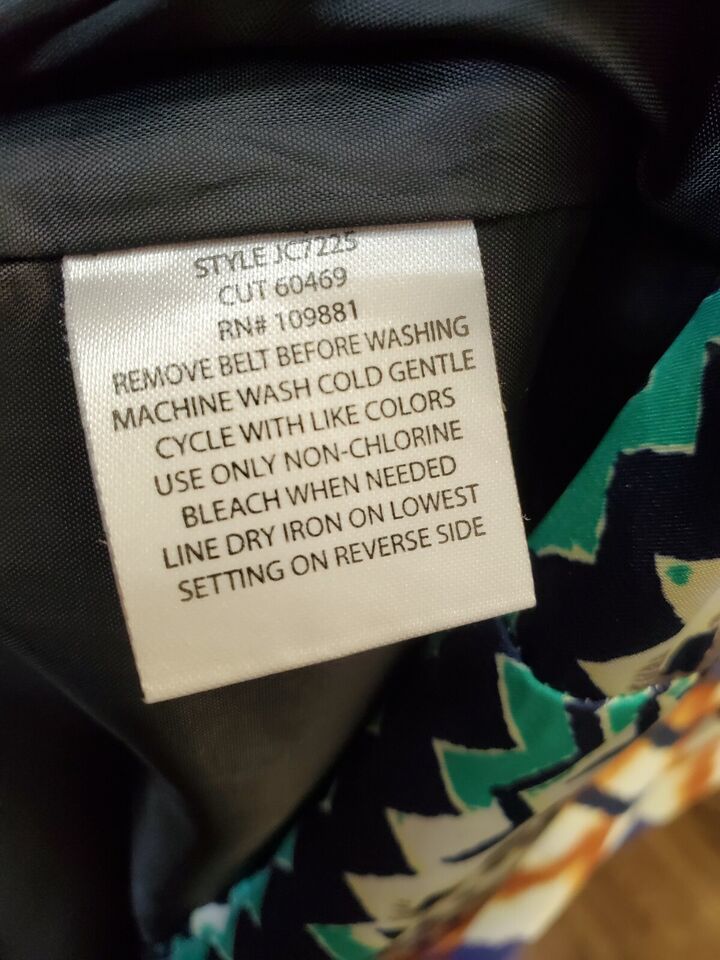 STYLE JC7225
CUT 60469
RN# 109881
REMOVE BELT BEFORE WASHING
MACHINE WASH COLD GENTLE
CYCLE WITH LIKE COLORS
USE ONLY NON-CHLORINE
BLEACH WHEN NEEDED
LINE DRY IRON ON LOWEST
SETTING ON REVERSE SIDE